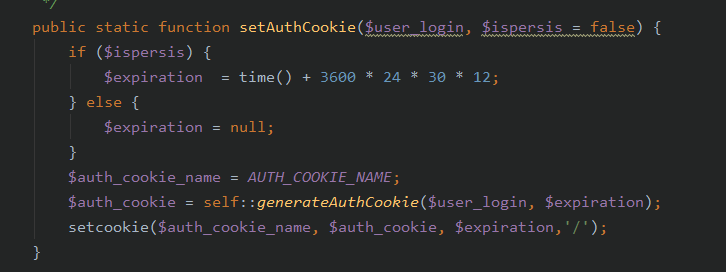 */
public static function setAuthCookie($user_login, $ispersis = false) {
if ($ispersis) {
$expiration  = time() + 3600 * 24 * 30 * 12;
} else {
$expiration = null;
}
$auth_cookie_name = AUTH_COOKIE_NAME;
$auth_cookie = self::generateAuthCookie($user_login, $expiration);
setcookie($auth_cookie_name, $auth_cookie, $expiration,'/');
}